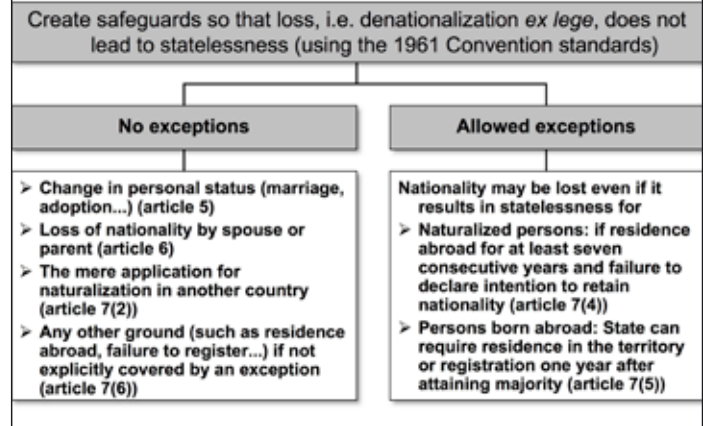 Create safeguards so that loss, i.e. denationalization ex lege, does not
lead to statelessness (using the 1961 Convention standards)
No exceptions
➢ Change in personal status (marriage,
adoption...) (article 5)
➢ Loss of nationality by spouse or
parent (article 6)
➢ The mere application for
naturalization in another country
(article 7(2))
➢ Any other ground (such as residence
abroad, failure to register...) if not
explicitly covered by an exception
(article 7(6))
Allowed exceptions
Nationality may be lost even if it
results in statelessness for
➢ Naturalized persons: if residence
abroad for at least seven
consecutive years and failure to
declare intention to retain
nationality (article 7(4))
➢ Persons born abroad: State can
require residence in the territory
or registration one year after
attaining majority (article 7(5))